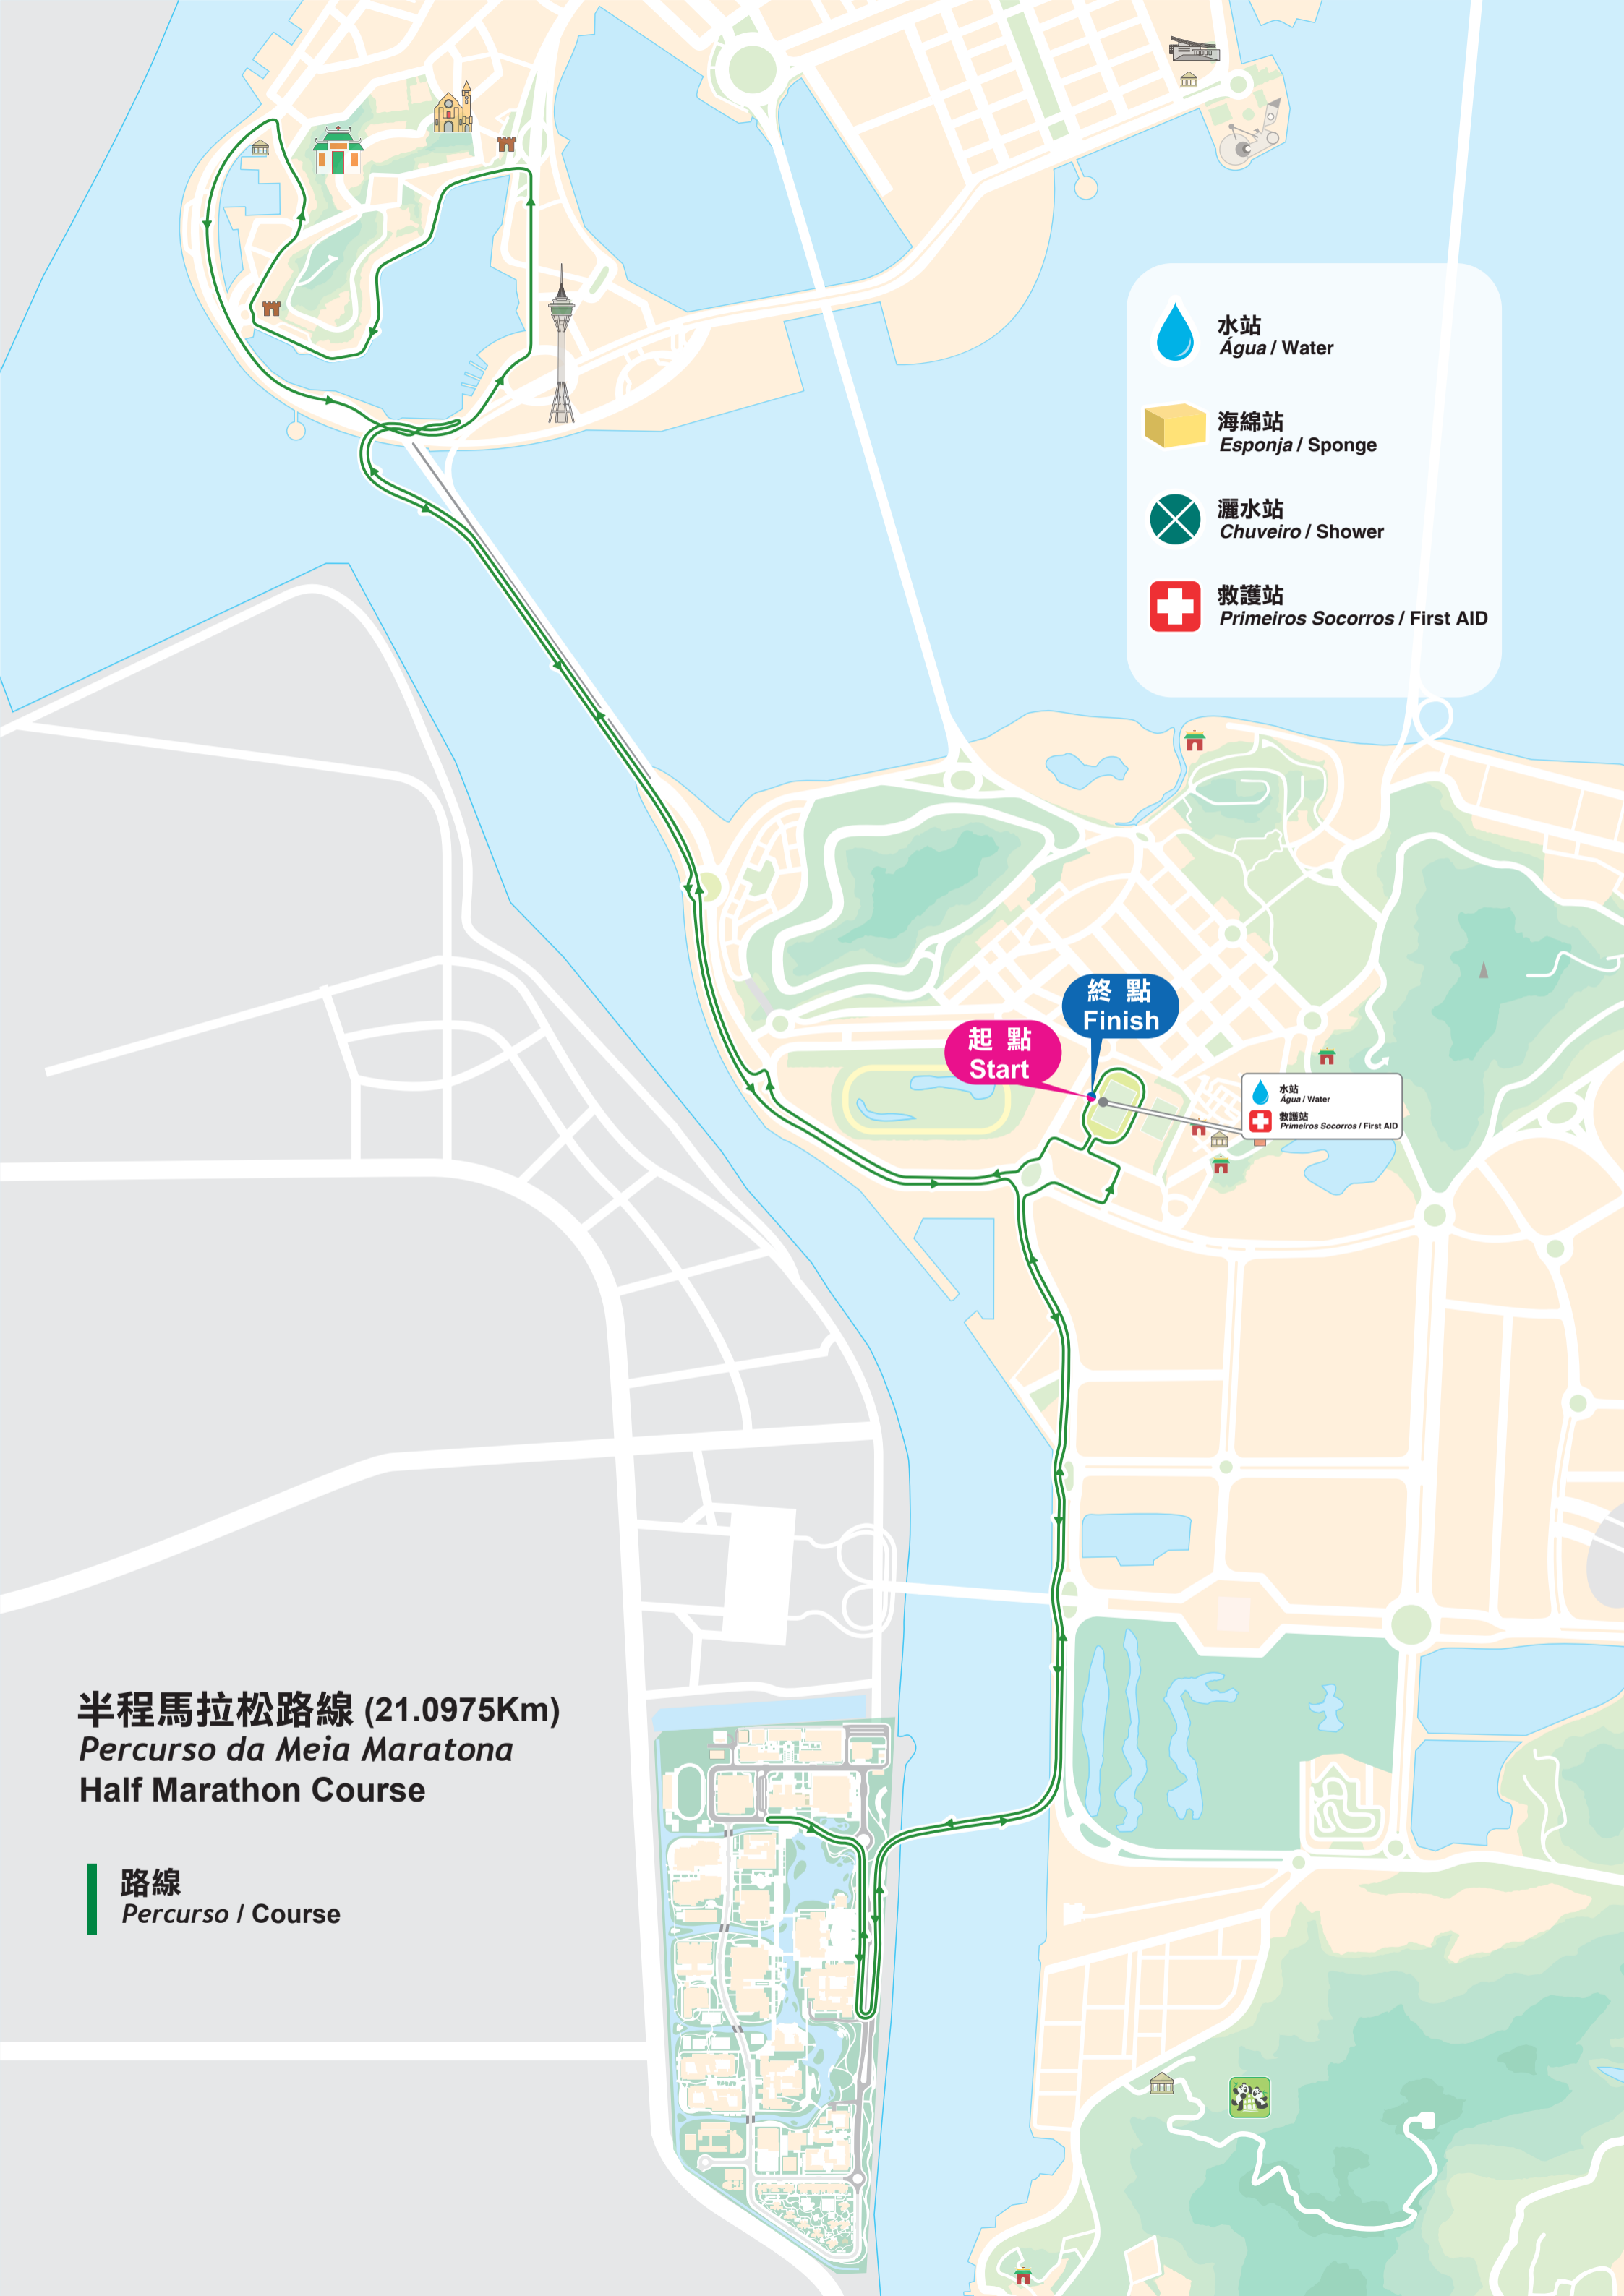 水站
Água / Water
海綿站
Esponja / Sponge
灑水站
Chuveiro / Shower
救護站
Primeiros Socorros / First AID
終點
Finish
起點
Start
水站
Água / Water
救護站
Primeiros Socorros / First AID
半程馬拉松路線 (21.0975Km)
Percurso da Meia Maratona
Half Marathon Course
路線
Percurso / Course